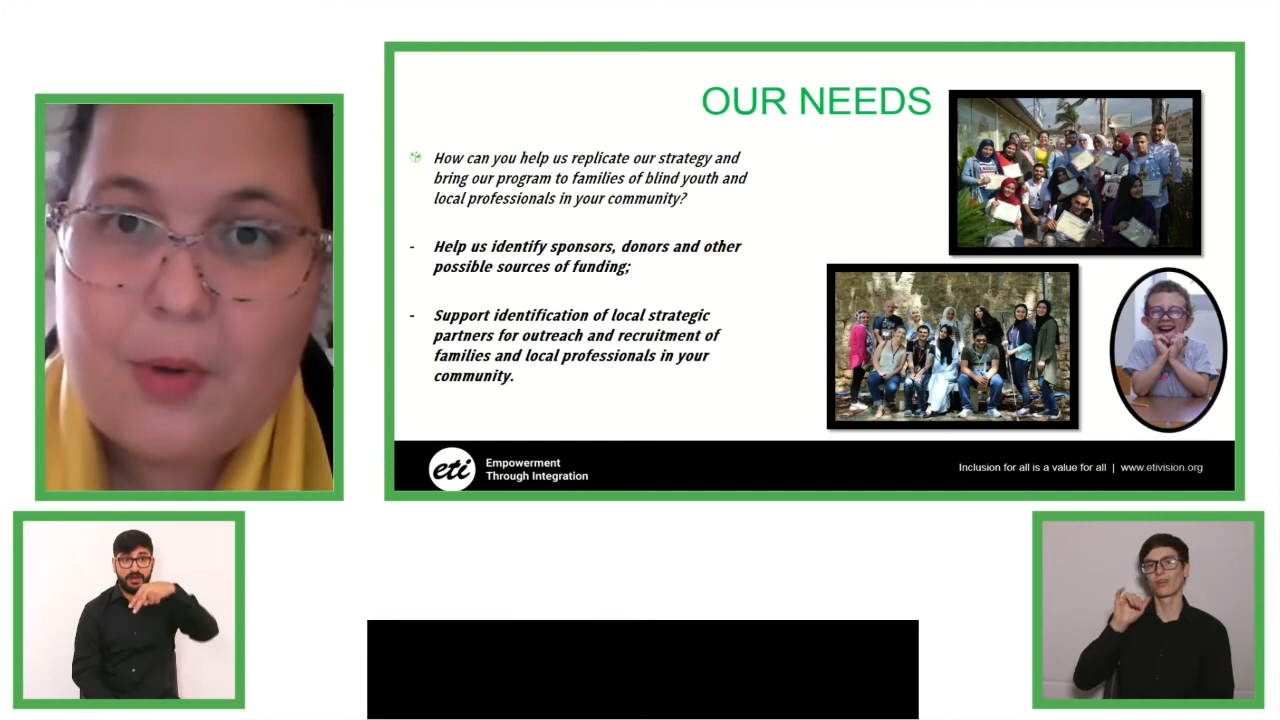 OUR NEEDS
How can you help us replicate our strategy and
bring our program to families of blind youth and
local professionals in your community?
- Help us identify sponsors, donors and other
possible sources of funding;
- Support identification of local strategic
partners for outreach and recruitment of
families and local professionals in your
community.
eti
Empowerment
Through Integration
Inclusion for all is a value for all | www.etivision.org